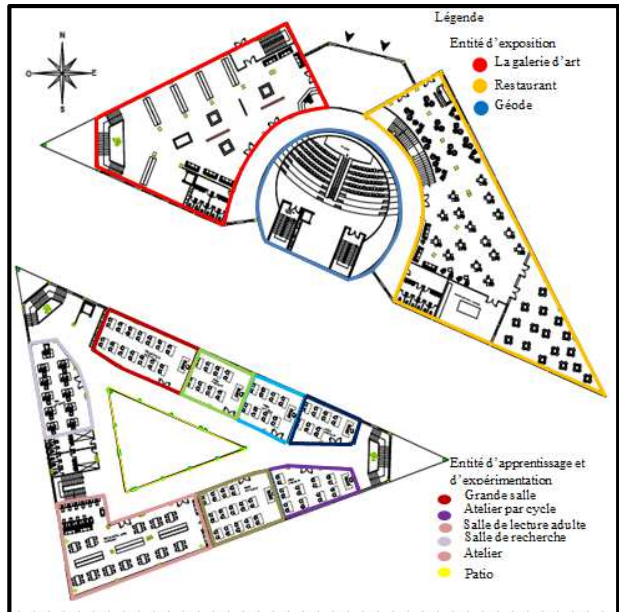 Légende
Entité d'exposition
La galerie d'art
Restaurant
Géode
N
O
E
S
Entité d'apprentissage et
d'expoérimentation
Grande salle
Atelier par cycle
Salle de lecture adulte
Salle de recherche
Atelier
Patio